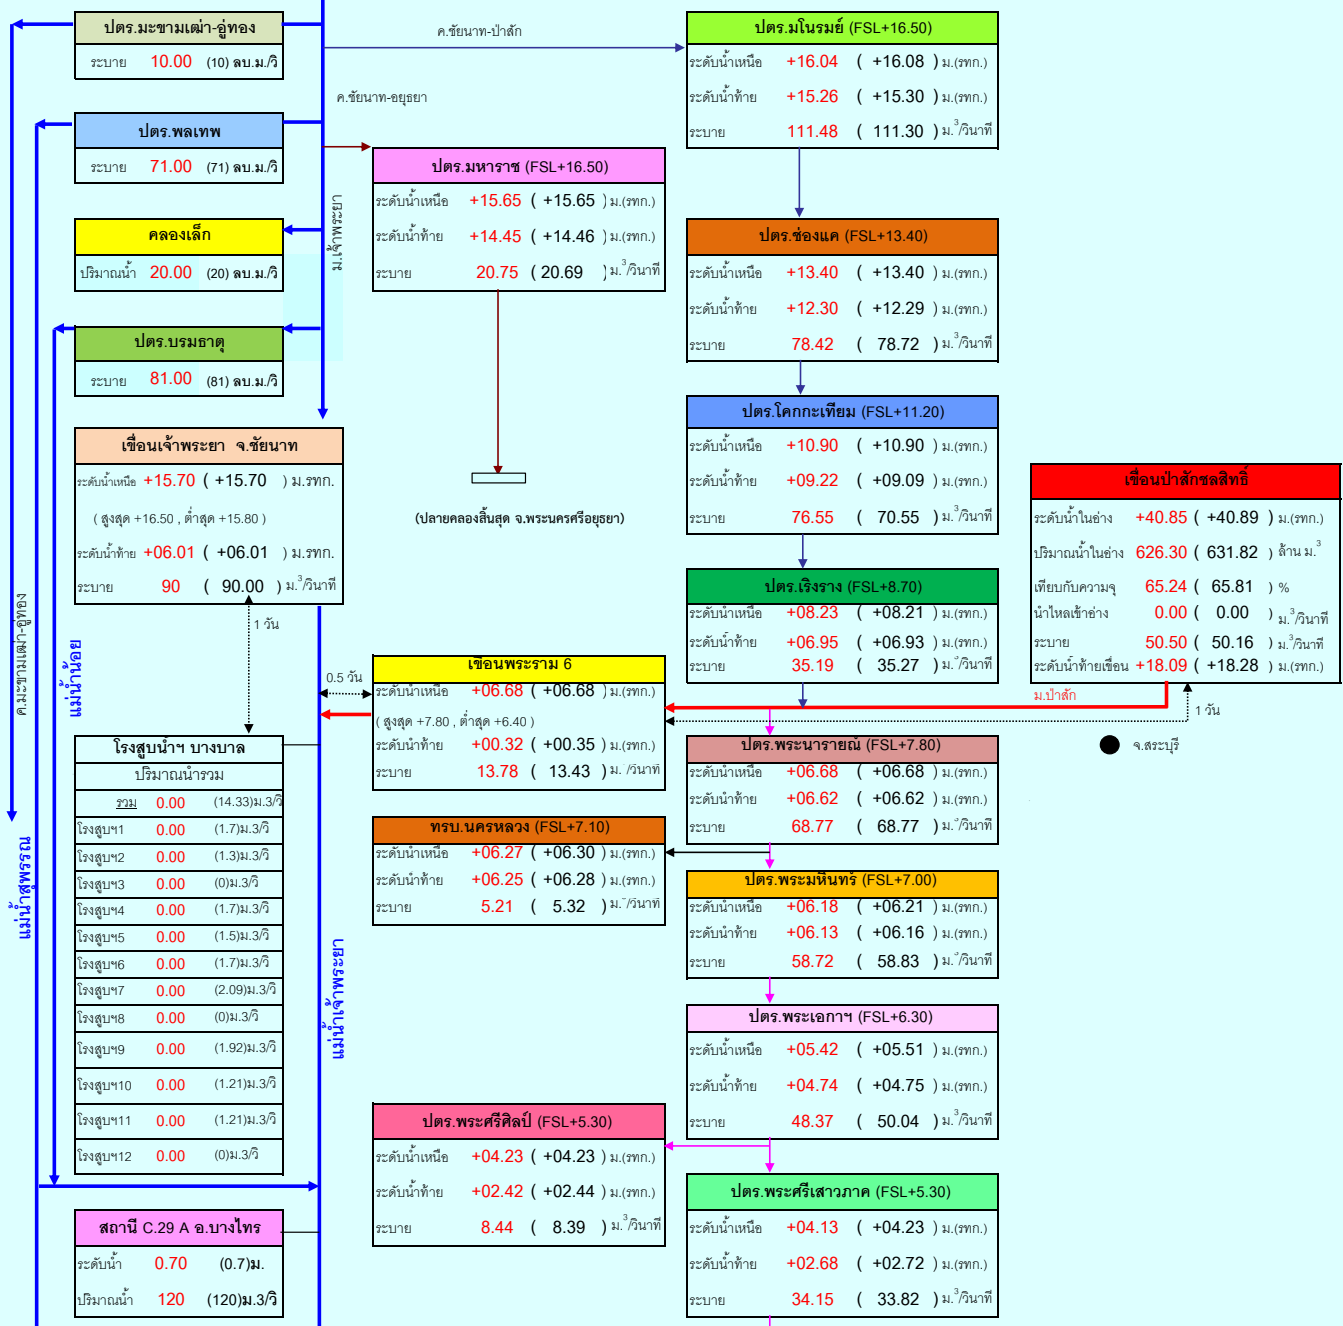 ปตร.มะขามเฒ่า-อู่ทอง
ระบาย 10.00 (10) ลบ.ม./วิ
ปตร.พลเทพ
ระบาย 71.00 (71) ลบ.ม./วิ
คลองเล็ก
ปริมาณน้ำ 20.00 (20) ลบ.ม./วิ
ปตร.บรมธาตุ
ระบาย 81.00 (81) ลบ.ม./วิ
เขื่อนเจ้าพระยา จ.ชัยนาท
ระดับน้ำเหนือ +15.70 ( +15.70 ) ม.รทก.
( สูงสุด +16.50 , ต่ำสุด +15.80 )
ระดับน้ำท้าย +06.01 ( +06.01 ) ม.รทก.
ระบาย 90 ( 90.00 ) ม.3/วินาที
1 วัน
ค.มะขามเฒ่า-อู่ทอง
แม่น้ำน้อย
แม่น้ำสุพรรณ
ม.เจ้าพระยา
แม่น้ำเจ้าพระยา
โรงสูบน้ำฯ บางบาล
ปริมาณน้ำรวม
รวม 0.00 (14.33)ม.3/วิ
โรงสูบฯ1 0.00 (1.7)ม.3/วิ
โรงสูบฯ2 0.00 (1.3)ม.3/วิ
โรงสูบฯ3 0.00 (0)ม.3/วิ
โรงสูบฯ4 0.00 (1.7)ม.3/วิ
โรงสูบฯ5 0.00 (1.5)ม.3/วิ
โรงสูบฯ6 0.00 (1.7)ม.3/วิ
โรงสูบฯ7 0.00 (2.09)ม.3/วิ
โรงสูบฯ8 0.00 (0)ม.3/วิ
โรงสูบฯ9 0.00 (1.92)ม.3/วิ
โรงสูบฯ10 0.00 (1.21)ม.3/วิ
โรงสูบฯ11 0.00 (1.21)ม.3/วิ
โรงสูบฯ12 0.00 (0)ม.3/วิ
สถานี C.29 A อ.บางไทร
ระดับน้ำ 0.70 (0.7)ม.
ปริมาณน้ำ 120 (120)ม.3/วิ
ค.ชัยนาท-ป่าสัก
ค.ชัยนาท-อยุธยา
ปตร.มหาราช (FSL+16.50)
ระดับน้ำเหนือ +15.65 ( +15.65 ) ม.(รทก.)
ระดับน้ำท้าย +14.45 ( +14.46 ) ม.(รทก.)
ระบาย 20.75 ( 20.69 ) ม.3/วินาที
(ปลายคลองสิ้นสุด จ.พระนครศรีอยุธยา)
0.5 วัน
เขื่อนพระราม 6
ระดับน้ำเหนือ +06.68 ( +06.68 ) ม.(รทก.)
( สูงสุด +7.80 , ต่ำสุด +6.40 )
ระดับน้ำท้าย +00.32 ( +00.35 ) ม.(รทก.)
ระบาย 13.78 ( 13.43 ) ม.3/วินาที
ทรบ.นครหลวง (FSL+7.10)
ระดับน้ำเหนือ +06.27 ( +06.30 ) ม.(รทก.)
ระดับน้ำท้าย +06.25 ( +06.28 ) ม.(รทก.)
ระบาย 5.21 ( 5.32 ) ม.3/วินาที
ปตร.พระศรีศิลป์ (FSL+5.30)
ระดับน้ำเหนือ +04.23 ( +04.23 ) ม.(รทก.)
ระดับน้ำท้าย +02.42 ( +02.44 ) ม.(รทก.)
ระบาย 8.44 ( 8.39 ) ม.3/วินาที
ปตร.มโนรมย์ (FSL+16.50)
ระดับน้ำเหนือ +16.04 ( +16.08 ) ม.(รทก.)
ระดับน้ำท้าย +15.26 ( +15.30 ) ม.(รทก.)
ระบาย 111.48 ( 111.30 ) ม.3/วินาที
ปตร.ช่องแค (FSL+13.40)
ระดับน้ำเหนือ +13.40 ( +13.40 ) ม.(รทก.)
ระดับน้ำท้าย +12.30 ( +12.29 ) ม.(รทก.)
ระบาย 78.42 ( 78.72 ) ม.3/วินาที
ปตร.โคกกะเทียม (FSL+11.20)
ระดับน้ำเหนือ +10.90 ( +10.90 ) ม.(รทก.)
ระดับน้ำท้าย +09.22 ( +09.09 ) ม.(รทก.)
ระบาย 76.55 ( 70.55 ) ม.3/วินาที
ปตร.เริงราง (FSL+8.70)
ระดับน้ำเหนือ +08.23 ( +08.21 ) ม.(รทก.)
ระดับน้ำท้าย +06.95 ( +06.93 ) ม.(รทก.)
ระบาย 35.19 ( 35.27 ) ม.3/วินาที
ปตร.พระนารายณ์ (FSL+7.80)
ระดับน้ำเหนือ +06.68 ( +06.68 ) ม.(รทก.)
ระดับน้ำท้าย +06.62 ( +06.62 ) ม.(รทก.)
ระบาย 68.77 ( 68.77 ) ม.3/วินาที
ปตร.พระมหินทร์ (FSL+7.00)
ระดับน้ำเหนือ +06.18 ( +06.21 ) ม.(รทก.)
ระดับน้ำท้าย +06.13 ( +06.16 ) ม.(รทก.)
ระบาย 58.72 ( 58.83 ) ม.3/วินาที
ปตร.พระเอกาฯ (FSL+6.30)
ระดับน้ำเหนือ +05.42 ( +05.51 ) ม.(รทก.)
ระดับน้ำท้าย +04.74 ( +04.75 ) ม.(รทก.)
ระบาย 48.37 ( 50.04 ) ม.3/วินาที
ปตร.พระศรีเสาวภาค (FSL+5.30)
ระดับน้ำเหนือ +04.13 ( +04.23 ) ม.(รทก.)
ระดับน้ำท้าย +02.68 ( +02.72 ) ม.(รทก.)
ระบาย 34.15 ( 33.82 ) ม.3/วินาที
เขื่อนป่าสักชลสิทธิ์
ระดับน้ำในอ่าง +40.85 ( +40.89 ) ม.(รทก.)
ปริมาณน้ำในอ่าง 626.30 ( 631.82 ) ล้าน ม.3
เทียบกับความจุ 65.24 ( 65.81 ) %
น้ำไหลเข้าอ่าง 0.00 ( 0.00 ) ม.3/วินาที
ระบาย 50.50 ( 50.16 ) ม.3/วินาที
ระดับน้ำท้ายเขื่อน +18.09 ( +18.28 ) ม.(รทก.)
ม.ป่าสัก
1 วัน
จ.สระบุรี